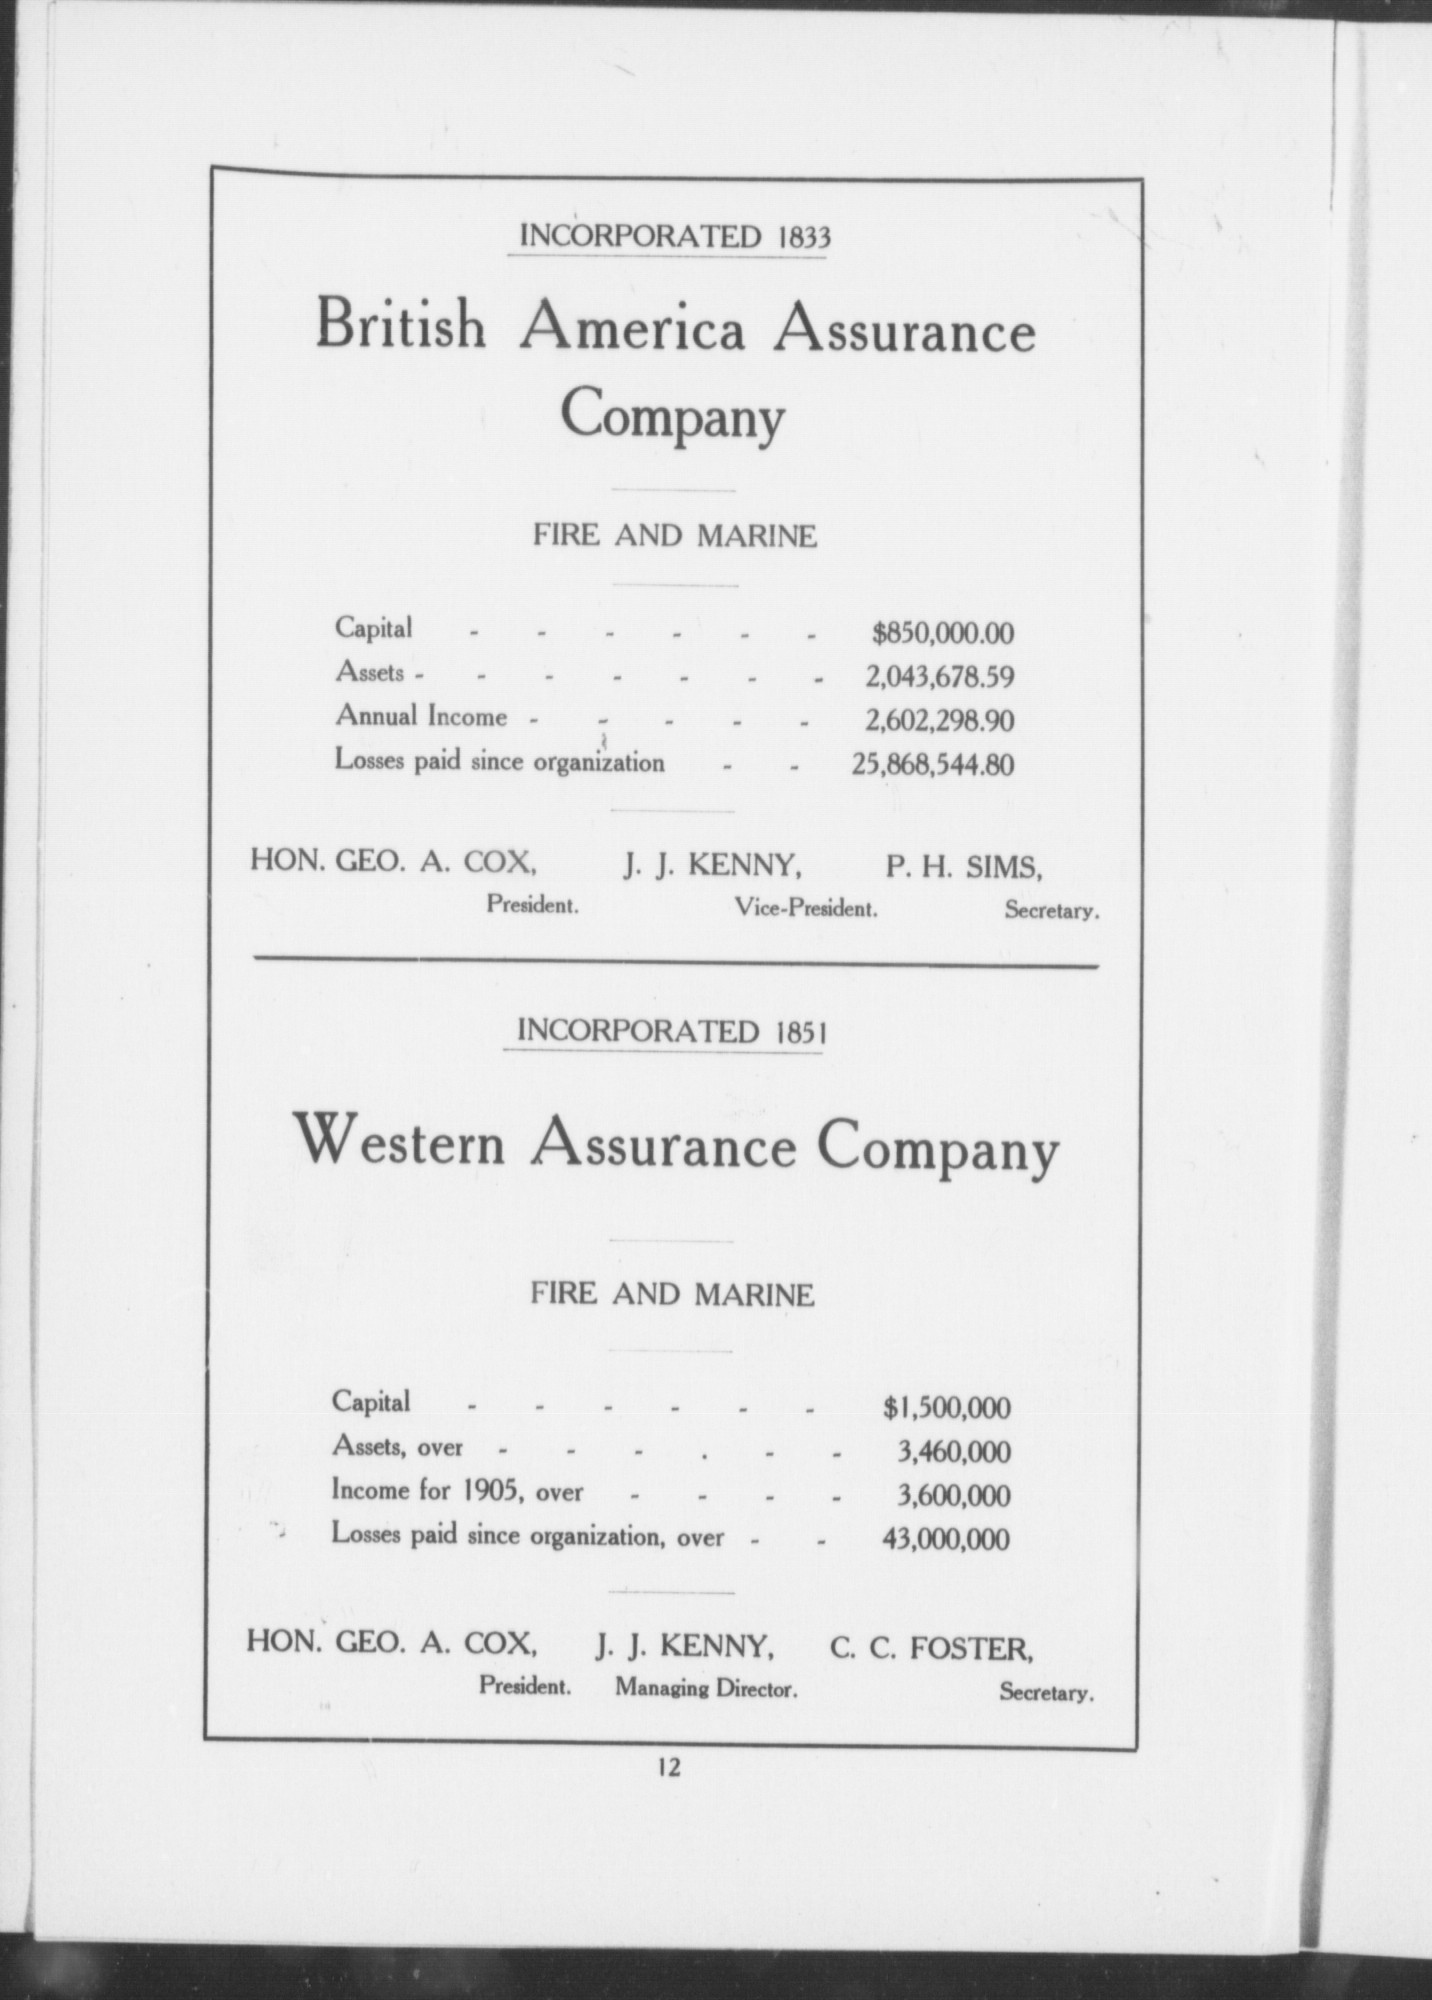 INCORPORATED 1833
British America Assurance
Company
FIRE AND MARINE
Capital - - - - - - $850,000.00
Assets - - - - - - - 2,043,678.59
Annual Income - - - - - 2,602,298.90
Losses paid since organization - - 25,868,544.80
HON. GEO. A. COX, J. J. KENNY, P. H. SIMS,
President. Vice-President. Secretary.
INCORPORATED 1851
Western Assurance Company
FIRE AND MARINE
Capital - - - - - - $1,500,000
Assets, over - - - . - - 3,460,000
Income for 1905, over - - - - 3,600,000
Losses paid since organization, over - - 43,000,000
HON. GEO. A. COX, J. J. KENNY, C. C. FOSTER,
President. Managing Director. Secretary.
12